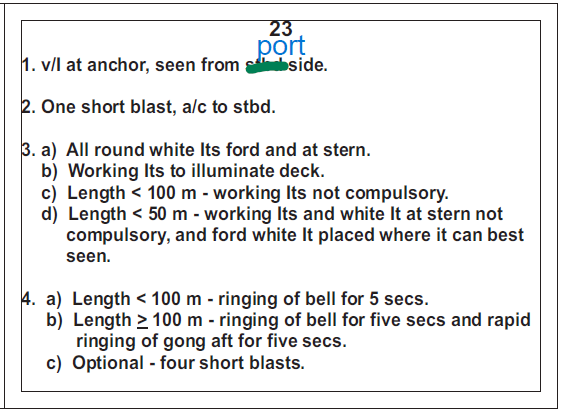 23
port
1. v/l at anchor, seen from side.
2. One short blast, a/c to stbd.
3. a) All round white lts ford and at stern.
b) Working lts to illuminate deck.
c) Length < 100 m - working lts not compulsory.
d) Length < 50 m - working lts and white lt at stern not
compulsory, and ford white lt placed where it can best
seen.
4. a) Length < 100 m - ringing of bell for 5 secs.
b) Length ≥ 100 m - ringing of bell for five secs and rapid
ringing of gong aft for five secs.
c) Optional - four short blasts.